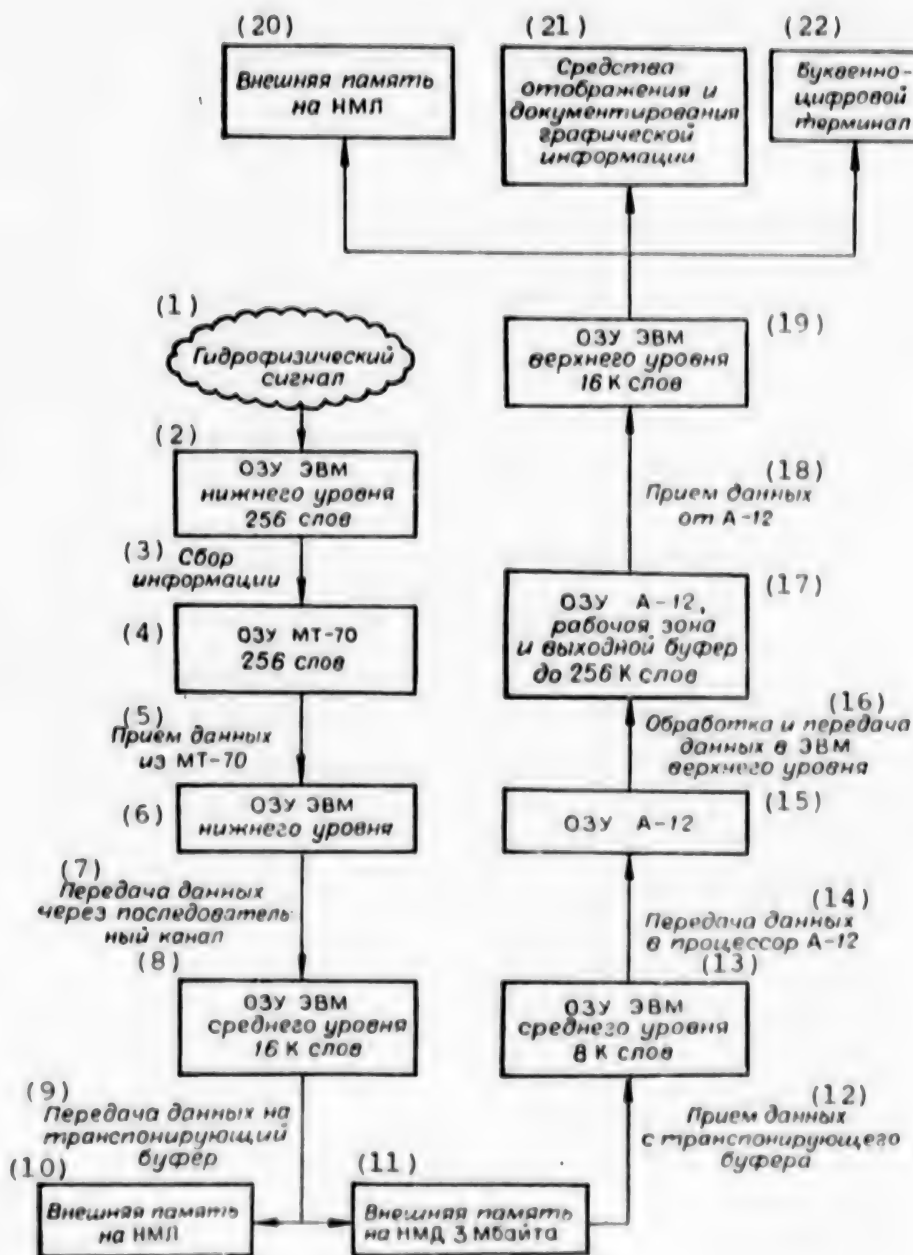 (20)
Внешняя память
на НМЛ
(21)
Средства
отображения и
документирования
графической
информации
(22)
Буквенно-
цифровой
терминал
(1)
Гидрофизический
сигнал
(2)
ОЗУ ЭВМ
нижнего уровня
256 слов
(3) Сбор
информации
(4)
ОЗУ МТ-70
256 слов
(5)
Прием данных
из МТ-70
(6)
ОЗУ ЭВМ
нижнего уровня
(7)
Передача данных
через последователь
ный канал
(8)
ОЗУ ЭВМ
среднего уровня
16 К слов
(9)
Передача данных на
транспонирующий
буфер
(10)
Внешняя память
на НМЛ
(11)
Внешняя память
на НМД 3 Мбайта
(12)
Прием данных
с транспонирующего
буфера
(13)
ОЗУ ЭВМ
среднего уровня
8 К слов
(14)
Передача данных
в процессор А-12
(15)
ОЗУ А-12
(16)
Обработка и передача
данных в ЭВМ
верхнего уровня
(17)
ОЗУ А-12,
рабочая зона
и выходной буфер
до 256 К слов
(18)
Прием данных
от А-12
(19)
ОЗУ ЭВМ
верхнего уровня
16 К слов